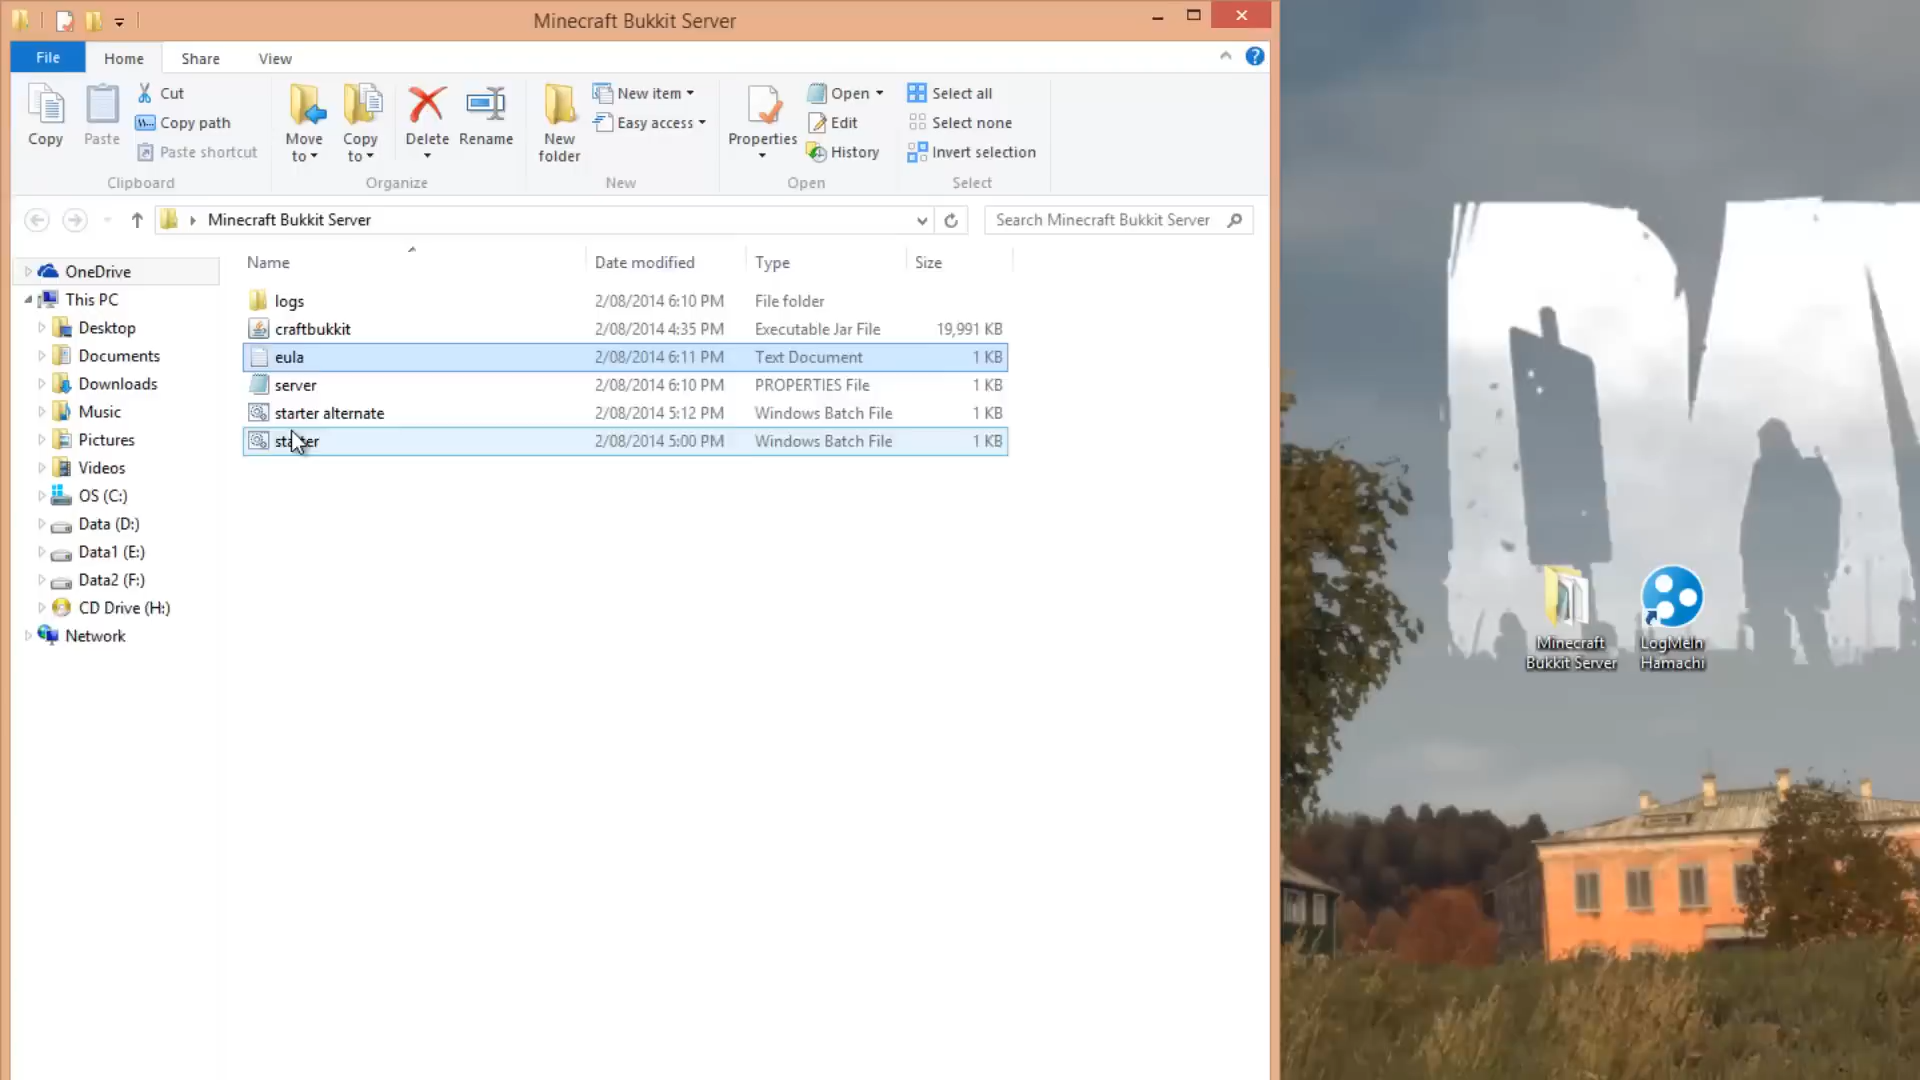 Minecraft Bukkit Server
File Home Share View
Copy
Paste
Cut
Copy path
Paste shortcut
Clipboard
Move to
Copy to
Delete
Rename
Organize
New folder
New item
Easy access
New
Properties
Open
Edit
History
Open
Select all
Select none
Invert selection
Select
Minecraft Bukkit Server
Search Minecraft Bukkit Server
OneDrive
This PC
Desktop
Documents
Downloads
Music
Pictures
Videos
OS (C:)
Data (D:)
Data1 (E:)
Data2 (F:)
CD Drive (H:)
Network
Name Date modified Type Size
logs 2/08/2014 6:10 PM File folder
craftbukkit 2/08/2014 4:35 PM Executable Jar File 19,991 KB
eula 2/08/2014 6:11 PM Text Document 1 KB
server 2/08/2014 6:10 PM PROPERTIES File 1 KB
starter alternate 2/08/2014 5:12 PM Windows Batch File 1 KB
starter 2/08/2014 5:00 PM Windows Batch File 1 KB
Minecraft
Bukkit Server
LogMeIn
Hamachi